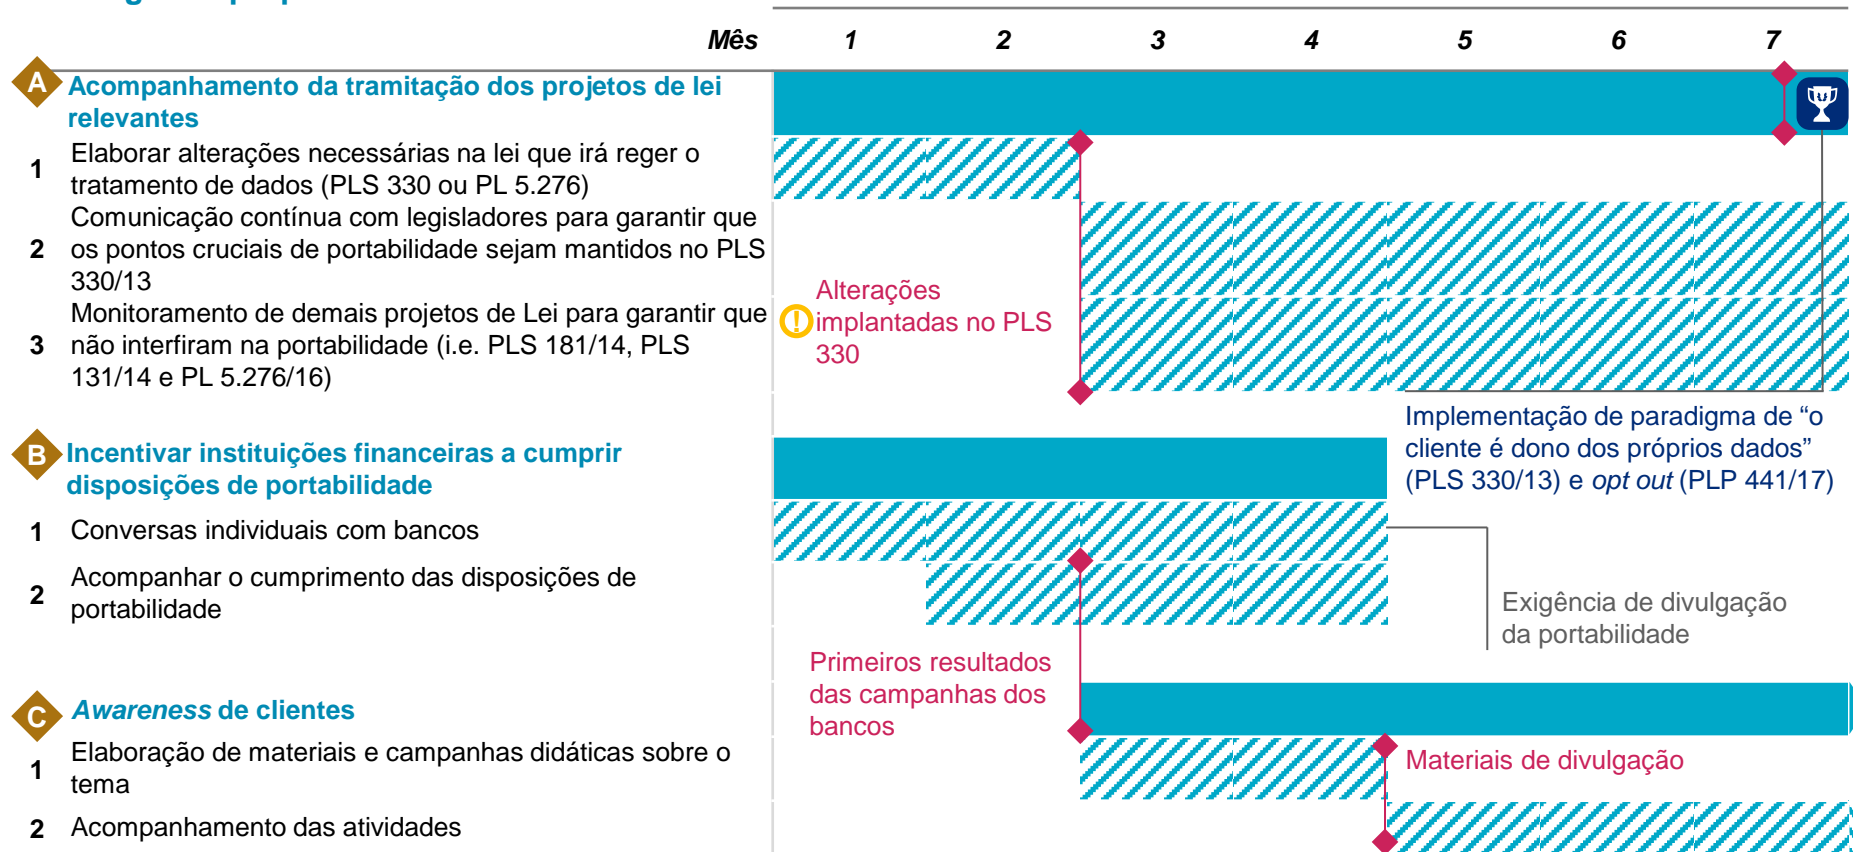 Mês 1 2 3 4 5 6 7
A Acompanhamento da tramitação dos projetos de lei
relevantes
1 Elaborar alterações necessárias na lei que irá reger o
tratamento de dados (PLS 330 ou PL 5.276)
Comunicação contínua com legisladores para garantir que
2 os pontos cruciais de portabilidade sejam mantidos no PLS
330/13
Monitoramento de demais projetos de Lei para garantir que
3 não interfiram na portabilidade (i.e. PLS 181/14, PLS
131/14 e PL 5.276/16)
Alterações
! implantadas no PLS
330
Implementação de paradigma de “o
cliente é dono dos próprios dados”
(PLS 330/13) e opt out (PLP 441/17)
B Incentivar instituições financeiras a cumprir
disposições de portabilidade
1 Conversas individuais com bancos
2 Acompanhar o cumprimento das disposições de
portabilidade
Exigência de divulgação
da portabilidade
Primeiros resultados
das campanhas dos
bancos
C Awareness de clientes
1 Elaboração de materiais e campanhas didáticas sobre o
tema
Materiais de divulgação
2 Acompanhamento das atividades